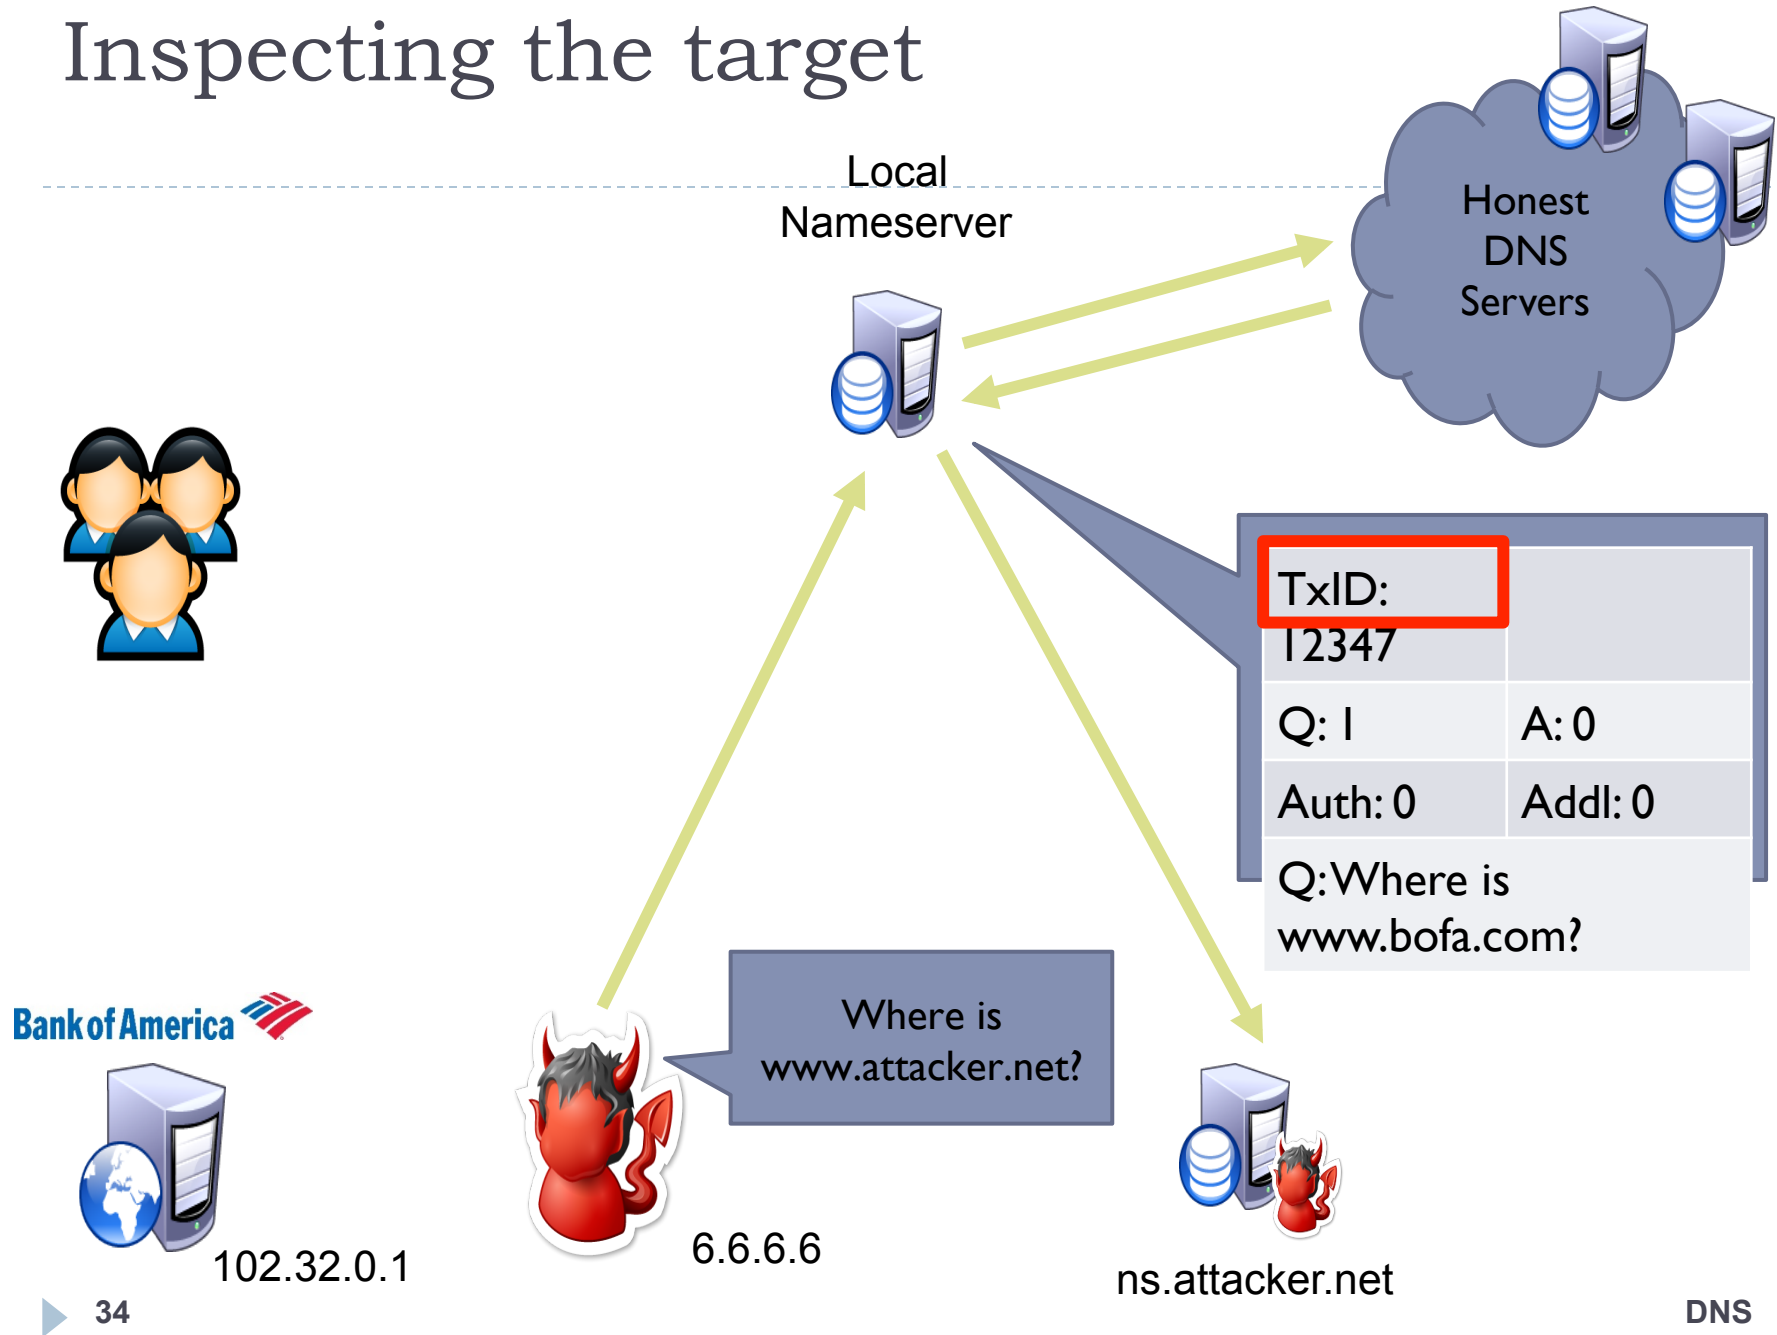 Inspecting the target
Local
Nameserver
Honest
DNS
Servers
TxID:
12347
Q: 1
A: 0
Auth: 0
Addl: 0
Q: Where is
www.bofa.com?
Where is
www.attacker.net?
Bank of America
102.32.0.1
6.6.6.6
ns.attacker.net
34
DNS